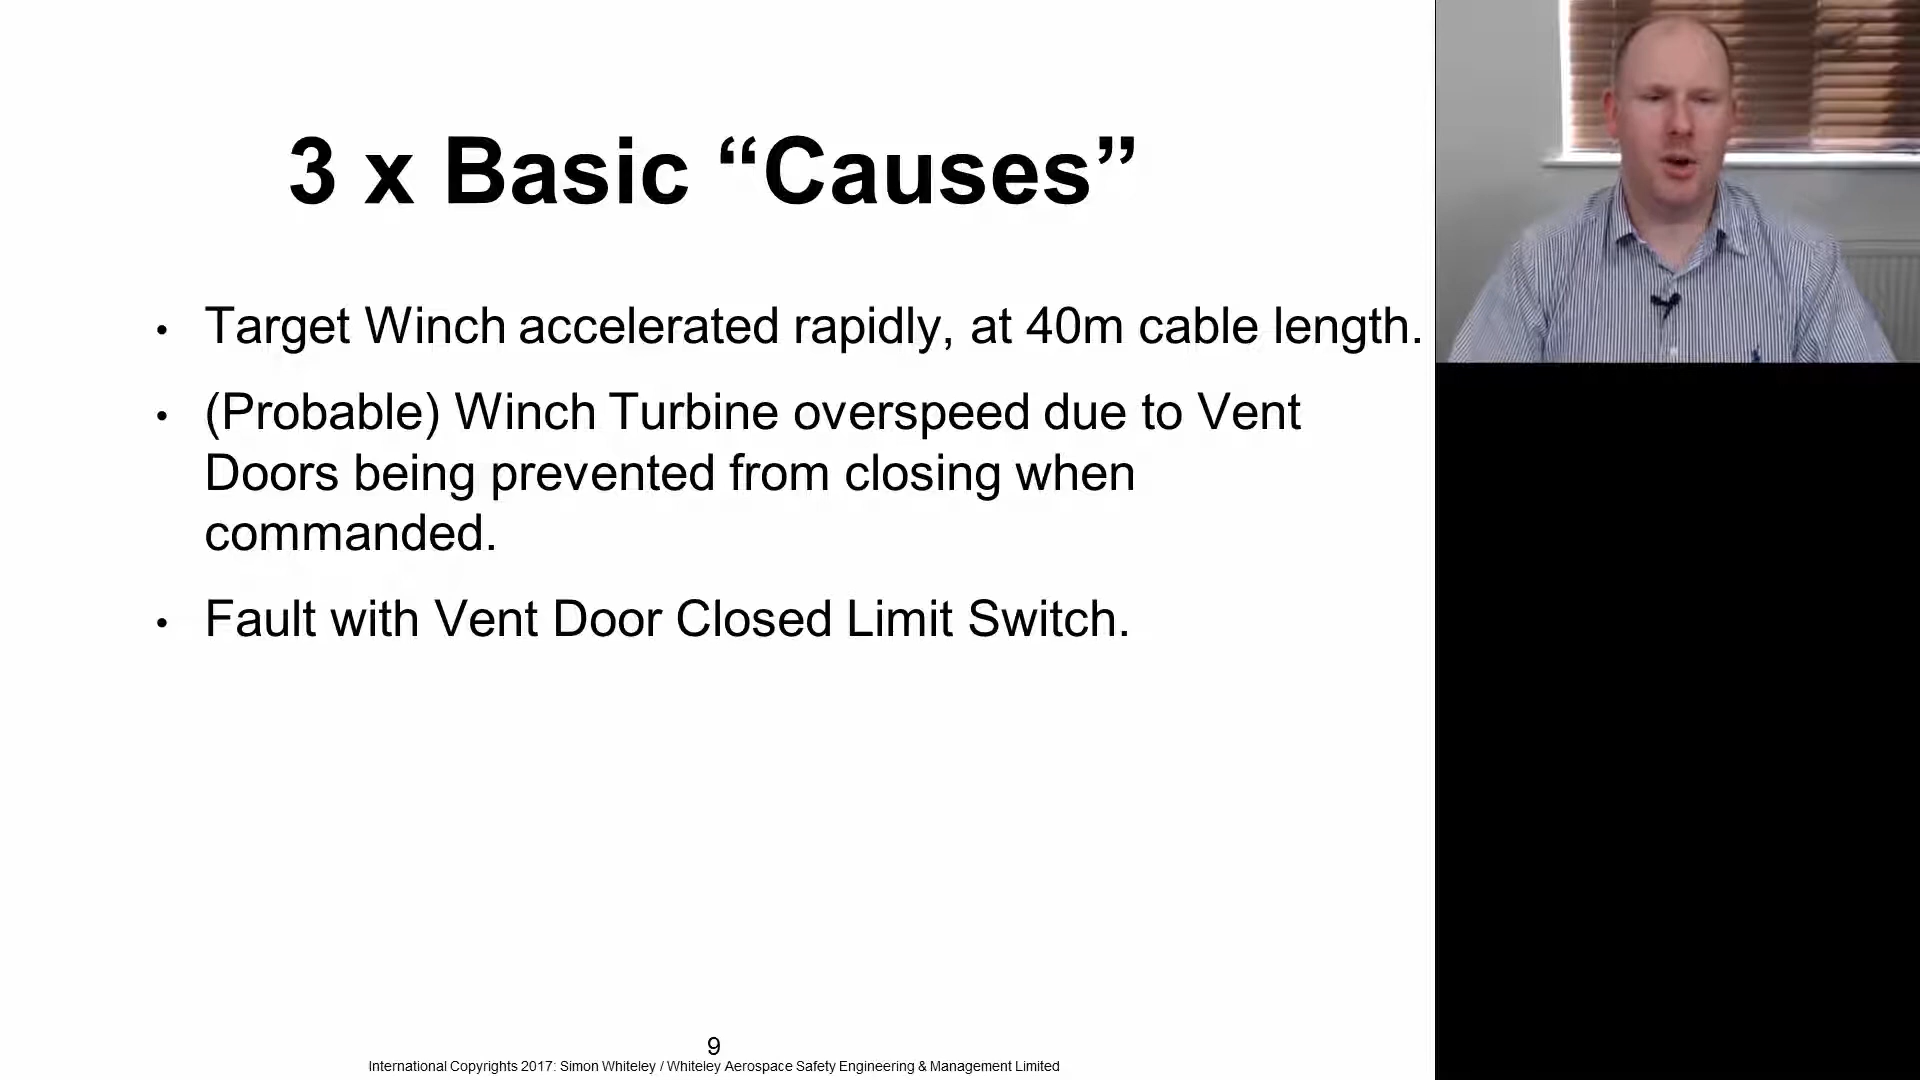 3 x Basic “Causes”
• Target Winch accelerated rapidly, at 40m cable length.
• (Probable) Winch Turbine overspeed due to Vent
Doors being prevented from closing when
commanded.
• Fault with Vent Door Closed Limit Switch.
9
International Copyrights 2017: Simon Whiteley / Whiteley Aerospace Safety Engineering & Management Limited